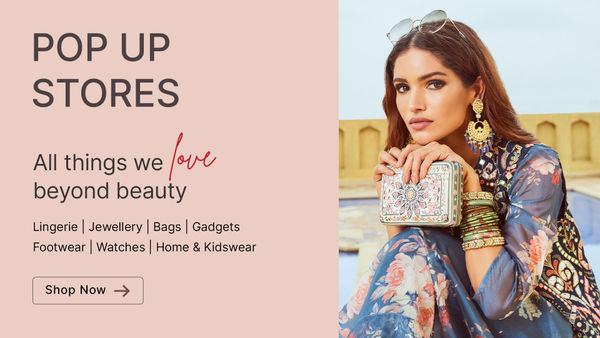 POP UP
STORES
All things we love
beyond beauty
Lingerie | Jewellery | Bags | Gadgets
Footwear | Watches | Home & Kidswear
Shop Now →